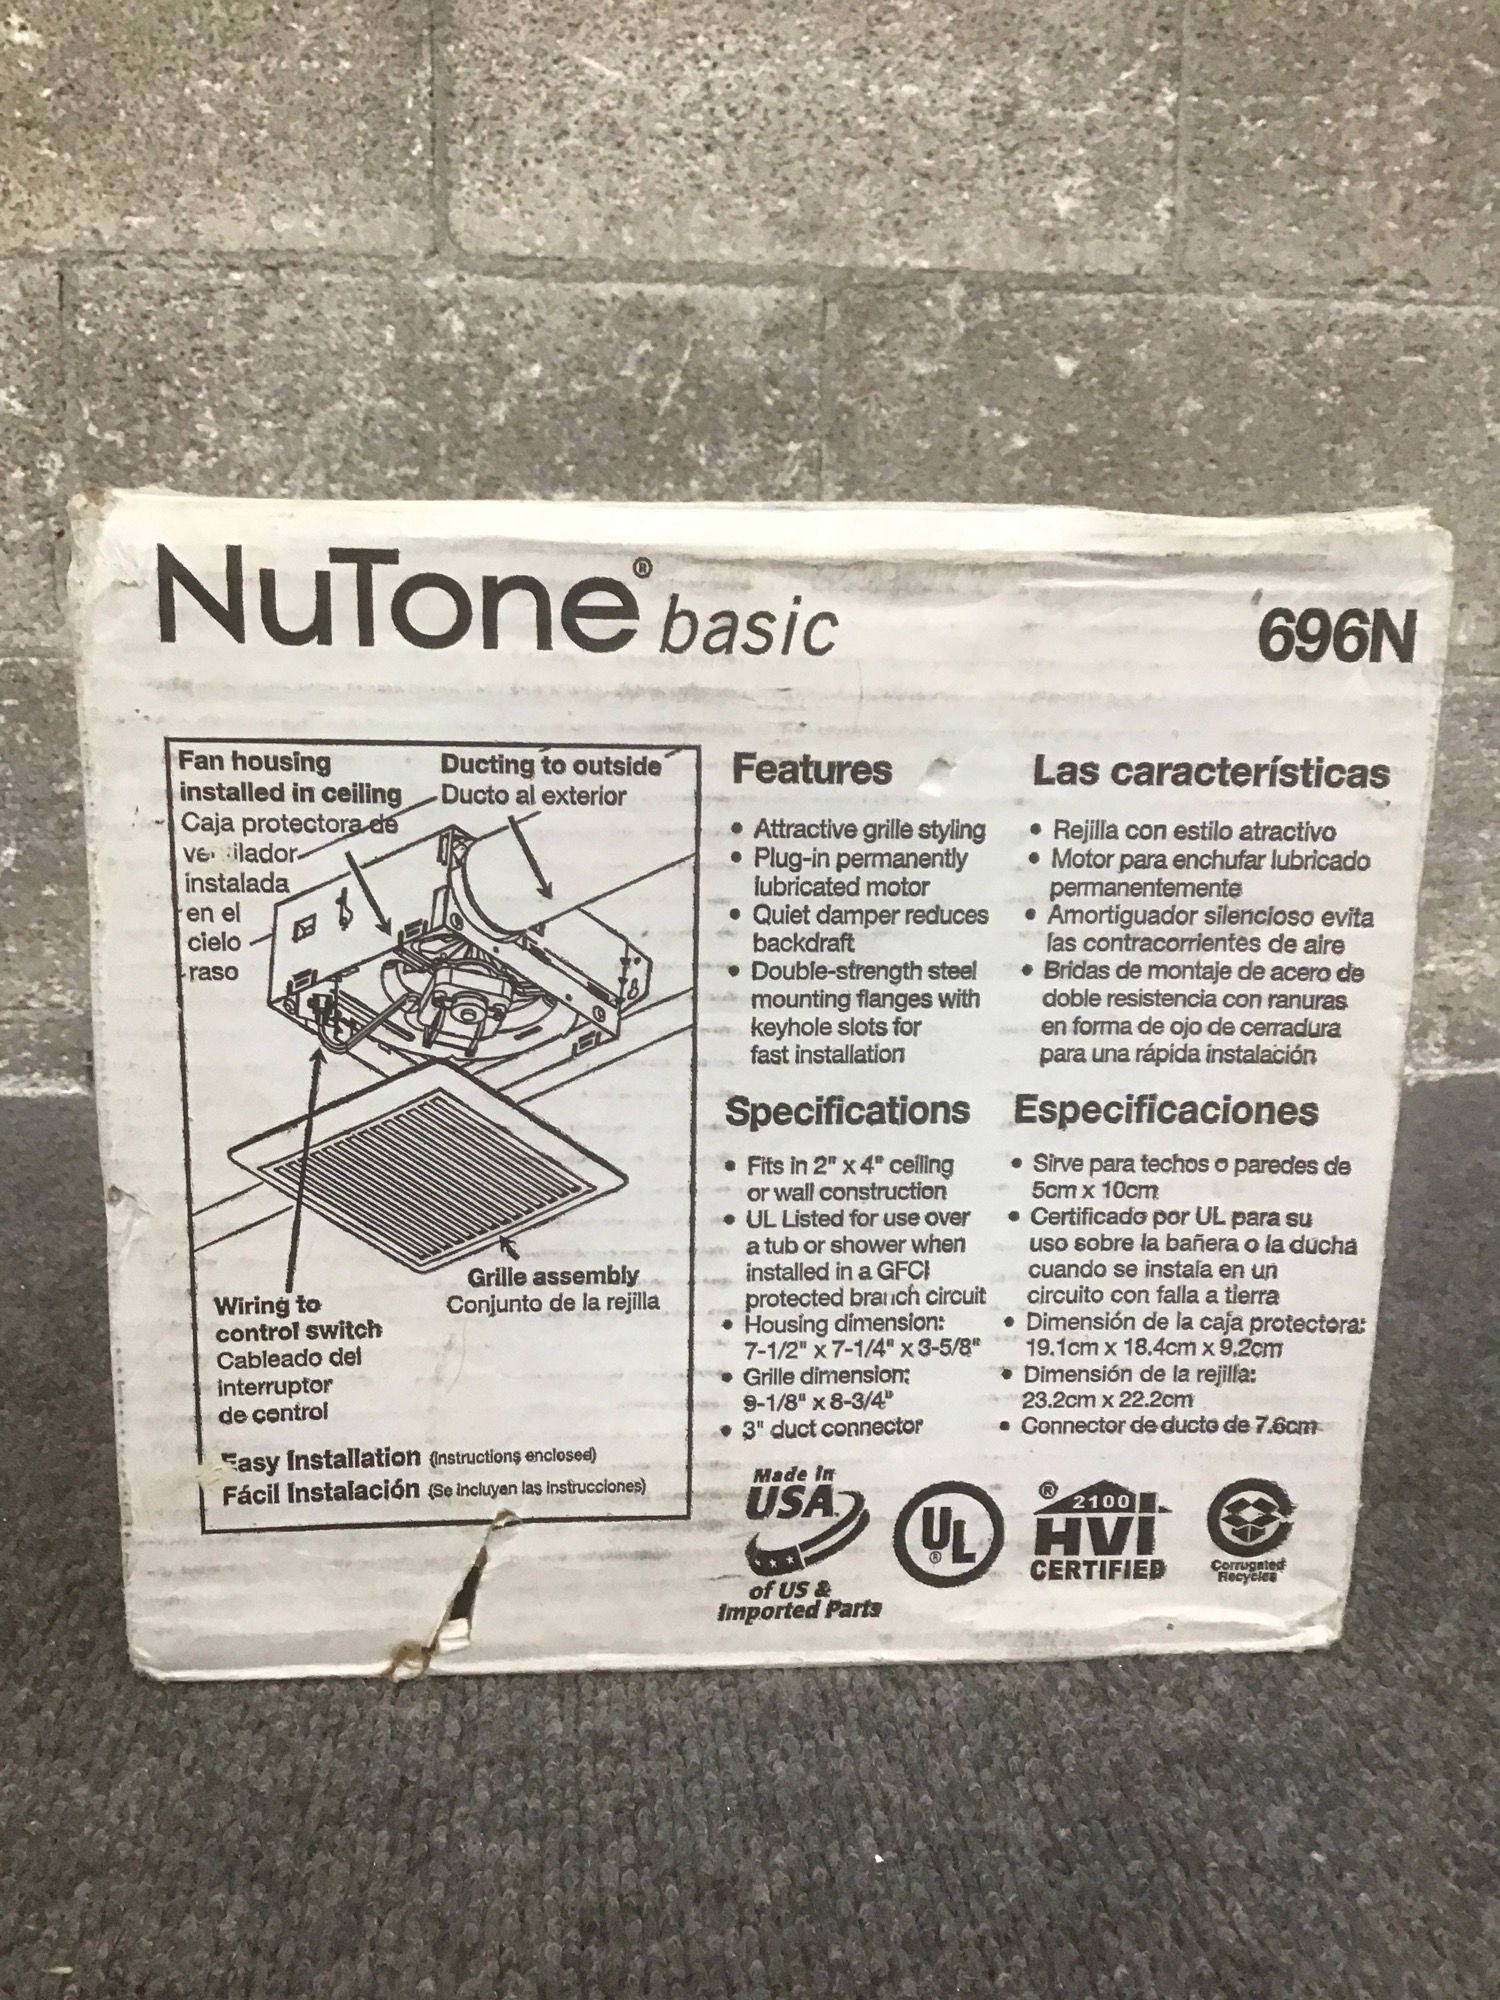 NuTone® basic
696N
Fan housing
installed in ceiling
Caja protectora de
instalada
en el
cielo
raso
Ducting to outside
Ducto al exterior
Grille assembly
Conjunto de la rejilla
Wiring to
control switch
Cableado del
interruptor
de control
Easy Installation (Instructions enclosed)
Fácil Instalación (Se incluyen las instrucciones)
Features
• Attractive grille styling
• Plug-in permanently
lubricated motor
• Quiet damper reduces
backdraft
• Double-strength steel
mounting flanges with
keyhole slots for
fast installation
Specifications
• Fits in 2" x 4" ceiling
or wall construction
• UL Listed for use over
a tub or shower when
installed in a GFCI
protected branch circuit
• Housing dimension:
7-1/2" x 7-1/4" x 3-5/8"
• Grille dimension:
9-1/8" x 8-3/4"
• 3" duct connector
Las características
• Rejilla con estilo atractivo
• Motor para enchufar lubricado
permanentemente
• Amortiguador silencioso evita
las contracorrientes de aire
• Bridas de montaje de acero de
doble resistencia con ranuras
en forma de ojo de cerradura
para una rápida instalación
Especificaciones
• Sirve para techos o paredes de
5cm x 10cm
• Certificado por UL para su
uso sobre la bañera o la ducha
cuando se instala en un
circuito con falla a tierra
• Dimensión de la caja protectora:
19.1cm x 18.4cm x 9.2cm
• Dimensión de la rejilla:
23.2cm x 22.2cm
• Connector de ducto de 7.6cm
Made in
USA
of US &
Imported Parts
UL®
® 2100
HVI
CERTIFIED
Corrugated
Recycles